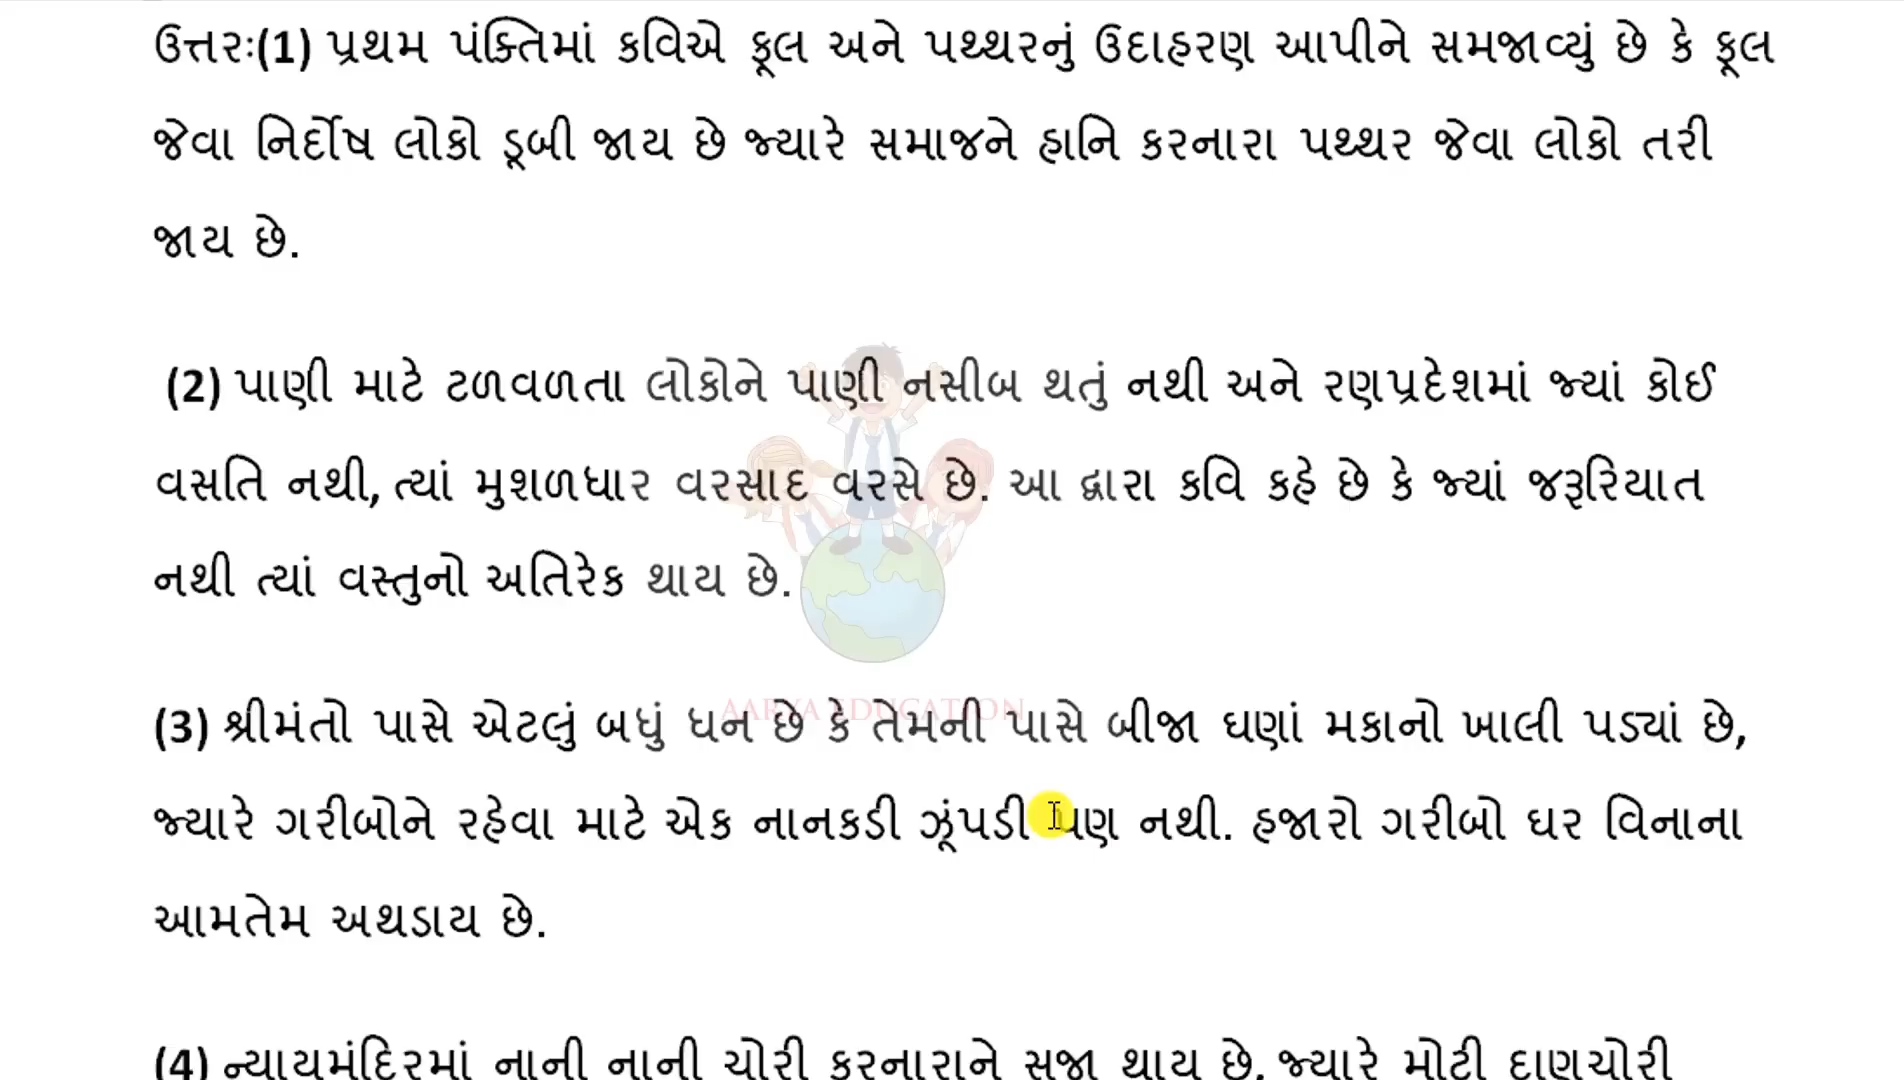 ઉત્તરઃ(1) પ્રથમ પંક્તિમાં કવિએ ફૂલ અને પથ્થરનું ઉદાહરણ આપીને સમજાવ્યું છે કે ફૂલ
જેવા નિર્દોષ લોકો ડૂબી જાય છે જ્યારે સમાજને હાનિ કરનારા પથ્થર જેવા લોકો તરી
જાય છે.
(2) પાણી માટે ટળવળતા લોકોને પાણી નસીબ થતું નથી અને રણપ્રદેશમાં જ્યાં કોઈ
વસતિ નથી, ત્યાં મુશળધાર વરસાદ વરસે છે. આ દ્વારા કવિ કહે છે કે જ્યાં જરૂરિયાત
નથી ત્યાં વસ્તુનો અતિરેક થાય છે.
AARYA EDUCATION
(3) શ્રીમંતો પાસે એટલું બધું ધન છે કે તેમની પાસે બીજા ઘણાં મકાનો ખાલી પડ્યાં છે,
જ્યારે ગરીબોને રહેવા માટે એક નાનકડી ઝૂંપડી પણ નથી. હજારો ગરીબો ઘર વિનાના
આમતેમ અથડાય છે.
(4) ન્યાયમંદિરમાં નાની નાની ચોરી કરનારાને સજા થાય છે, જ્યારે મોટી દાણચોરી